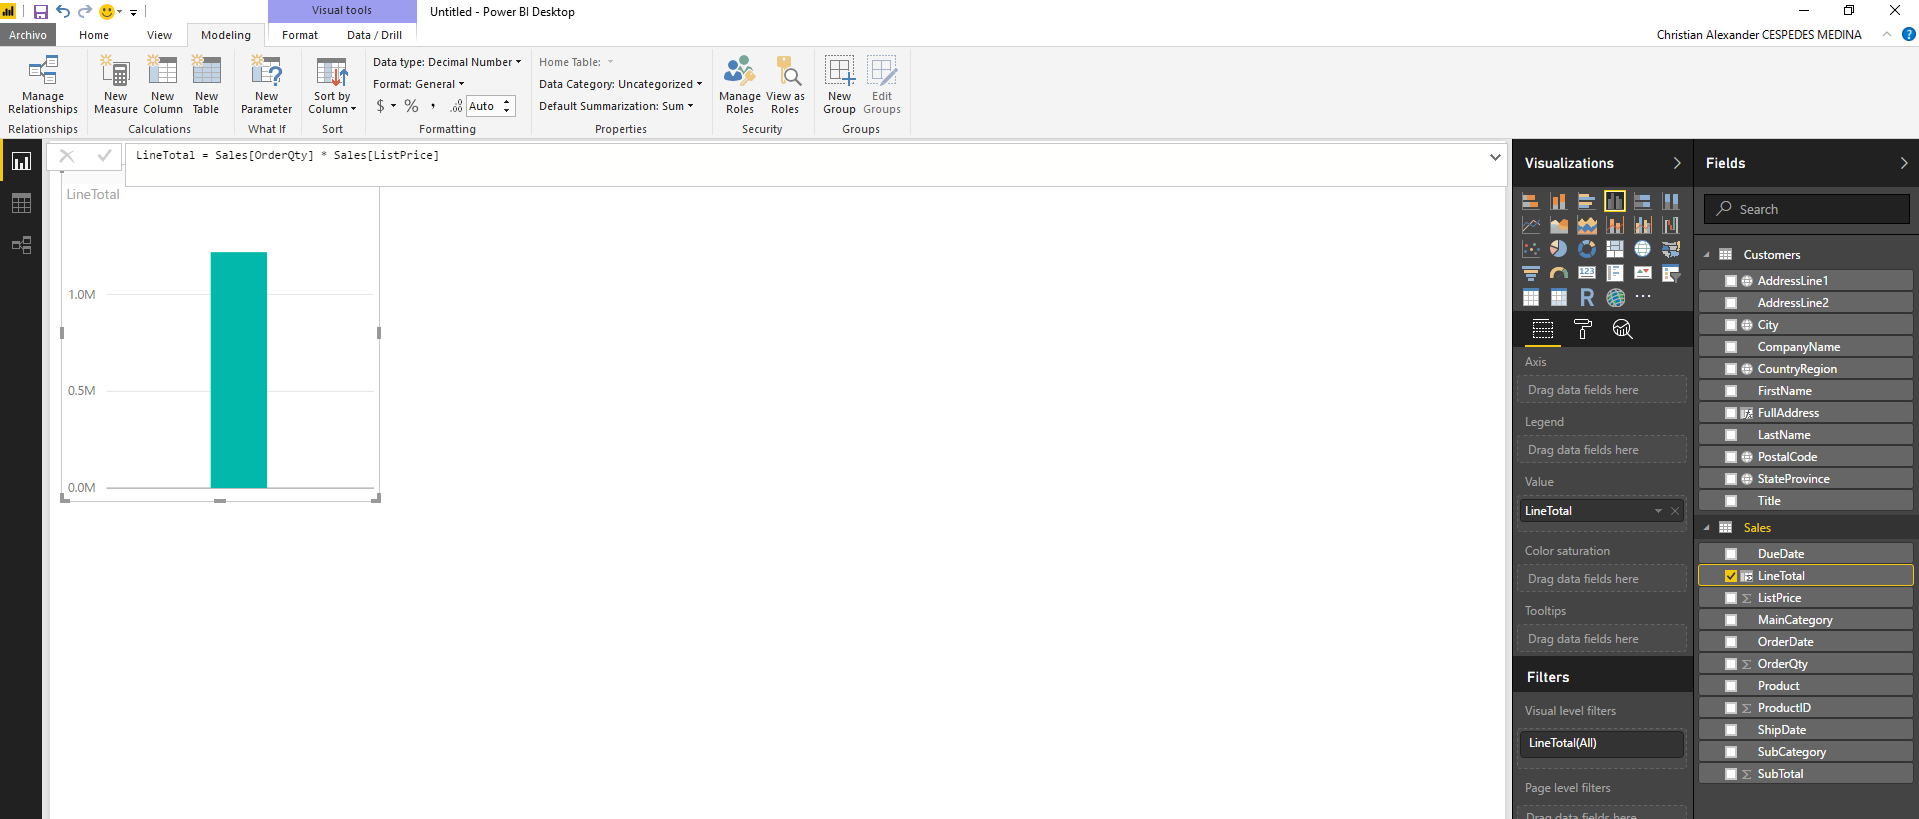 Visual tools
Untitled - Power BI Desktop
Archivo Home View Modeling Format Data / Drill
Christian Alexander CESPEDES MEDINA
Manage Relationships
Relationships
New Measure
New Column
New Table
Calculations
New Parameter
What If
Sort by Column
Sort
Data type: Decimal Number
Format: General
$ % , .00 Auto
Formatting
Home Table:
Data Category: Uncategorized
Default Summarization: Sum
Properties
Manage Roles
View as Roles
Security
New Group
Edit Groups
Groups
LineTotal = Sales[OrderQty] * Sales[ListPrice]
LineTotal
1.0M
0.5M
0.0M
Visualizations
123
R
Axis
Drag data fields here
Legend
Drag data fields here
Value
LineTotal
Color saturation
Drag data fields here
Tooltips
Drag data fields here
Filters
Visual level filters
LineTotal(All)
Page level filters
Drag data fields here
Fields
Search
Customers
AddressLine1
AddressLine2
City
CompanyName
CountryRegion
FirstName
FullAddress
LastName
PostalCode
StateProvince
Title
Sales
DueDate
LineTotal
ListPrice
MainCategory
OrderDate
OrderQty
Product
ProductID
ShipDate
SubCategory
SubTotal